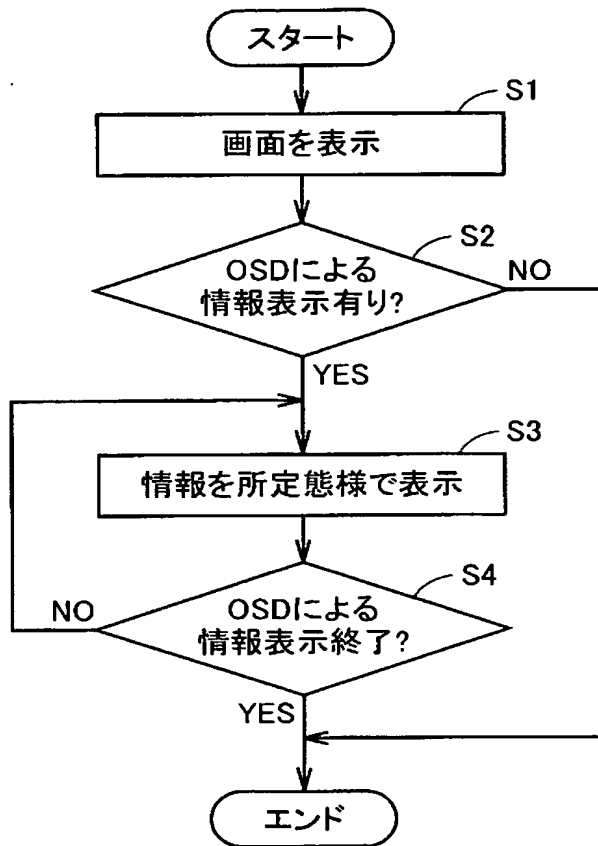 スタート
S1
画面を表示
S2
OSDによる
情報表示有り?
NO
YES
S3
情報を所定態様で表示
S4
OSDによる
情報表示終了?
NO
YES
エンド